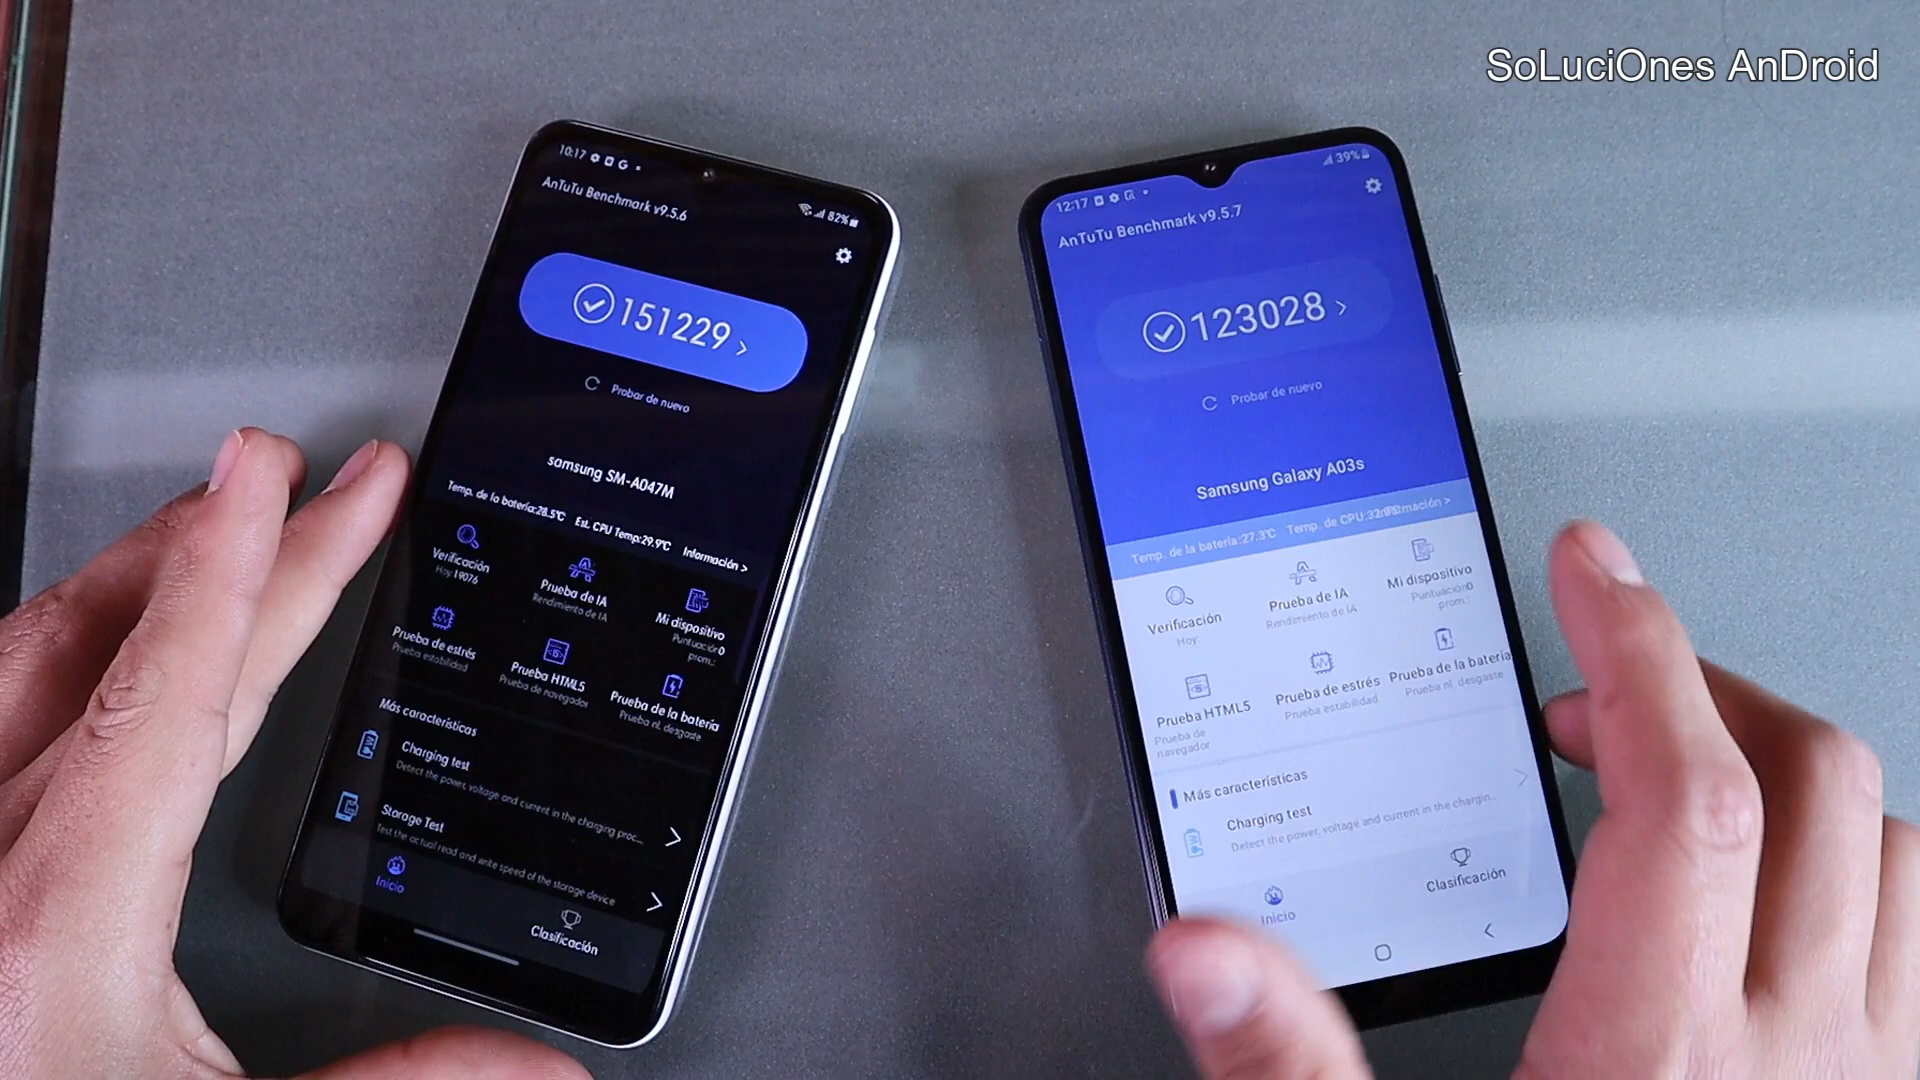 SoLuciOnes AnDroid
10:17
82%
AnTuTu Benchmark v9.5.6
151229 >
Probar de nuevo
samsung SM-A047M
Temp. de la batería:28.5℃ Est. CPU Temp:29.9℃ Información >
Verificación
Hoy:19076
Prueba de IA
Rendimiento de IA
Mi dispositivo
Puntuación0
prom.:
Prueba de estrés
Prueba estabilidad
Prueba HTML5
Prueba de navegador
Prueba de la batería
Prueba nl. desgaste
Más características
Charging test
Detect the power, voltage and current in the charging proc...
Storage Test
Test the actual read and write speed of the storage device
Inicio
Clasificación
12:17
39%
AnTuTu Benchmark v9.5.7
123028 >
Probar de nuevo
Samsung Galaxy A03s
Temp. de la batería:27.3℃ Temp. de CPU:
Verificación
Hoy:
Prueba de IA
Rendimiento de IA
Mi dispositivo
Puntuación0
prom.:
Prueba HTML5
Prueba de
navegador
Prueba de estrés
Prueba estabilidad
Prueba de la batería
Prueba nl. desgaste
Más características
Charging test
Detect the power, voltage and current in the chargin...
Inicio
Clasificación